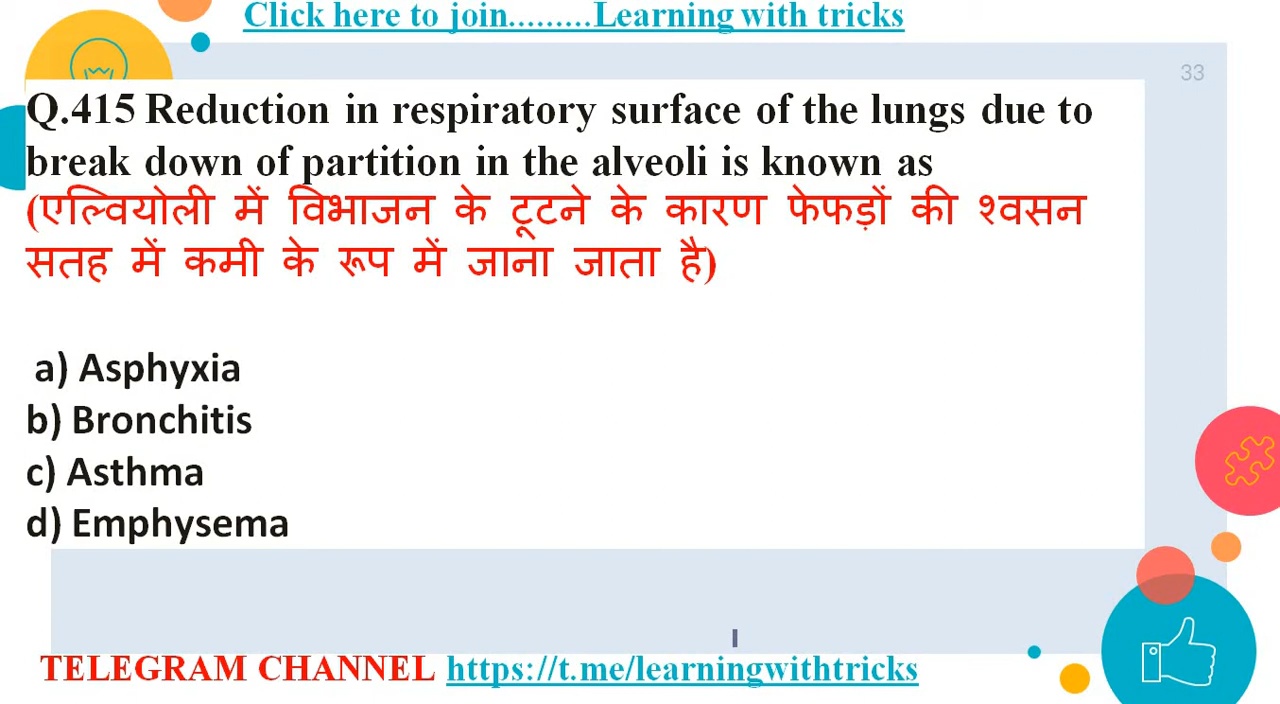 Click here to join.........Learning with tricks
33
Q.415 Reduction in respiratory surface of the lungs due to
break down of partition in the alveoli is known as
(एल्वियोली में विभाजन के टूटने के कारण फेफड़ों की श्वसन
सतह में कमी के रूप में जाना जाता है)
a) Asphyxia
b) Bronchitis
c) Asthma
d) Emphysema
TELEGRAM CHANNEL https://t.me/learningwithtricks